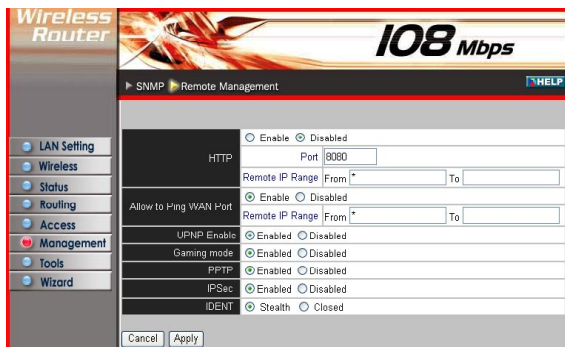 Wireless
Router
108 Mbps
SNMP Remote Management
HELP
LAN Setting
Wireless
Status
Routing
Access
Management
Tools
Wizard
HTTP
Enable Disabled
Port 8080
Remote IP Range From * To
Allow to Ping WAN Port
Enable Disabled
Remote IP Range From * To
UPNP Enable Enabled Disabled
Gaming mode Enabled Disabled
PPTP Enabled Disabled
IPSec Enabled Disabled
IDENT Stealth Closed
Cancel Apply